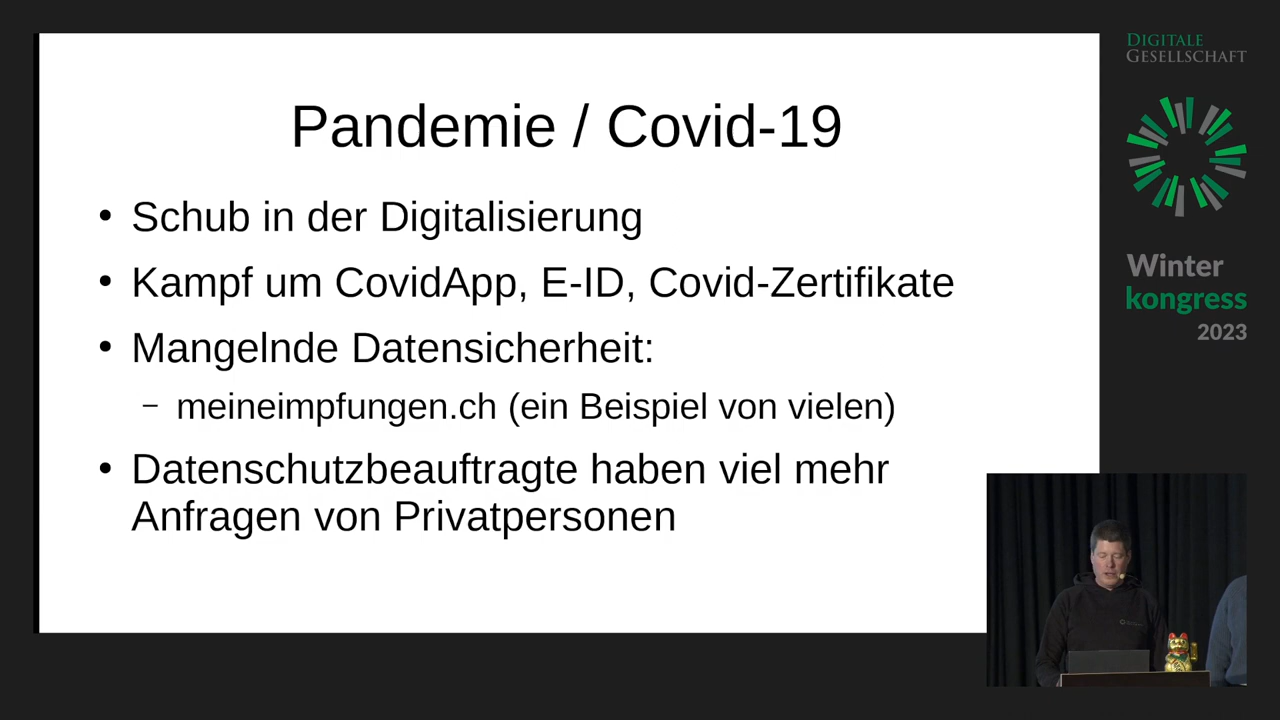 Pandemie / Covid-19
• Schub in der Digitalisierung
• Kampf um CovidApp, E-ID, Covid-Zertifikate
• Mangelnde Datensicherheit:
– meineimpfungen.ch (ein Beispiel von vielen)
• Datenschutzbeauftragte haben viel mehr
Anfragen von Privatpersonen
DIGITALE
GESELLSCHAFT
Winter
kongress
2023